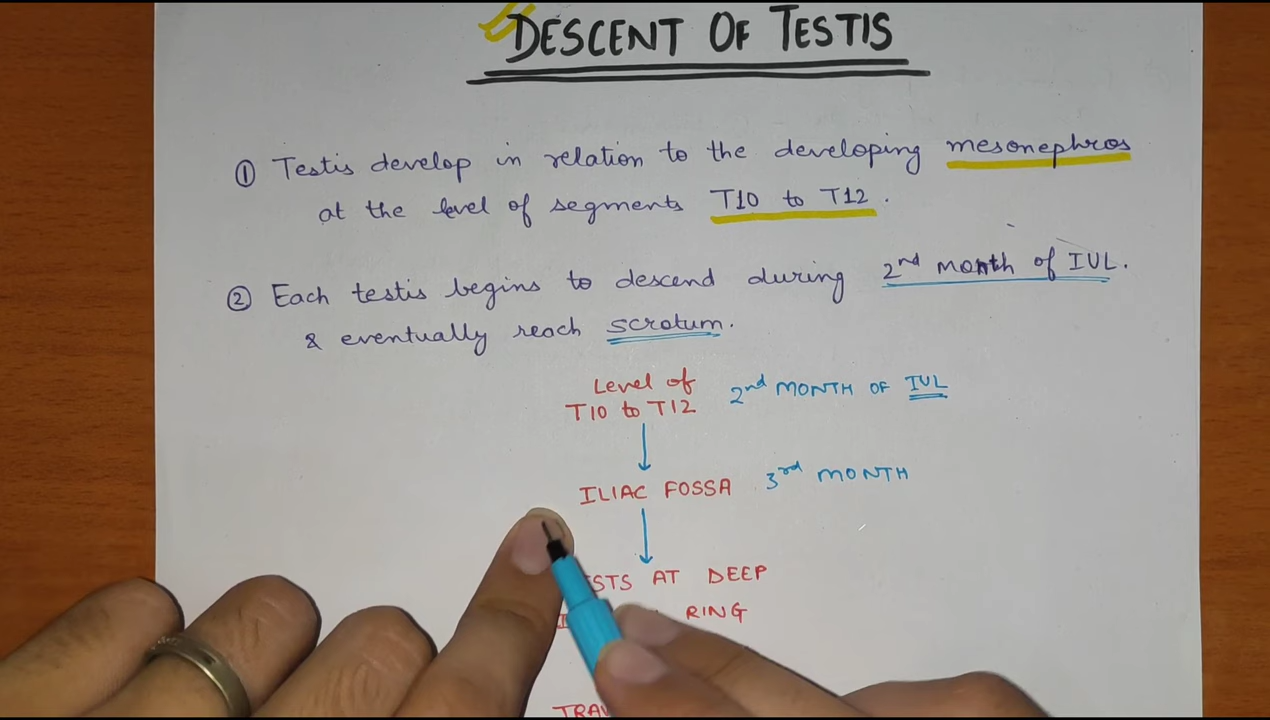 DESCENT OF TESTIS
① Testis develop in relation to the developing mesonephros
at the level of segments T10 to T12.
② Each testis begins to descend during 2nd month of IUL.
& eventually reach scrotum.
Level of 2nd MONTH OF IUL
T10 to T12
ILIAC FOSSA 3rd MONTH
AT DEEP
RING